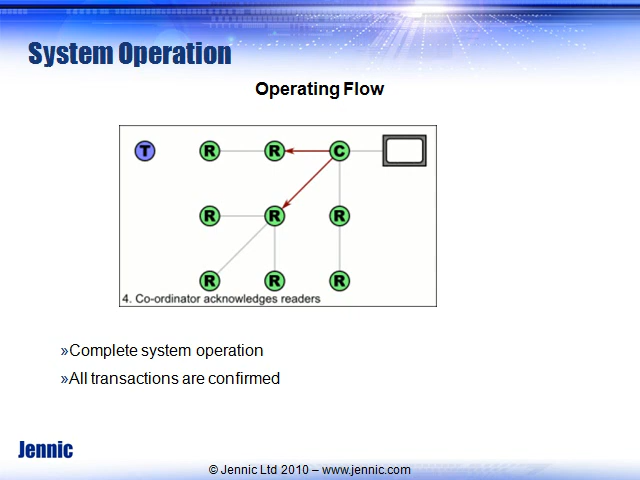 System Operation
Operating Flow
T R R C
R R R
R R R
4. Co-ordinator acknowledges readers
»Complete system operation
»All transactions are confirmed
Jennic
© Jennic Ltd 2010 – www.jennic.com